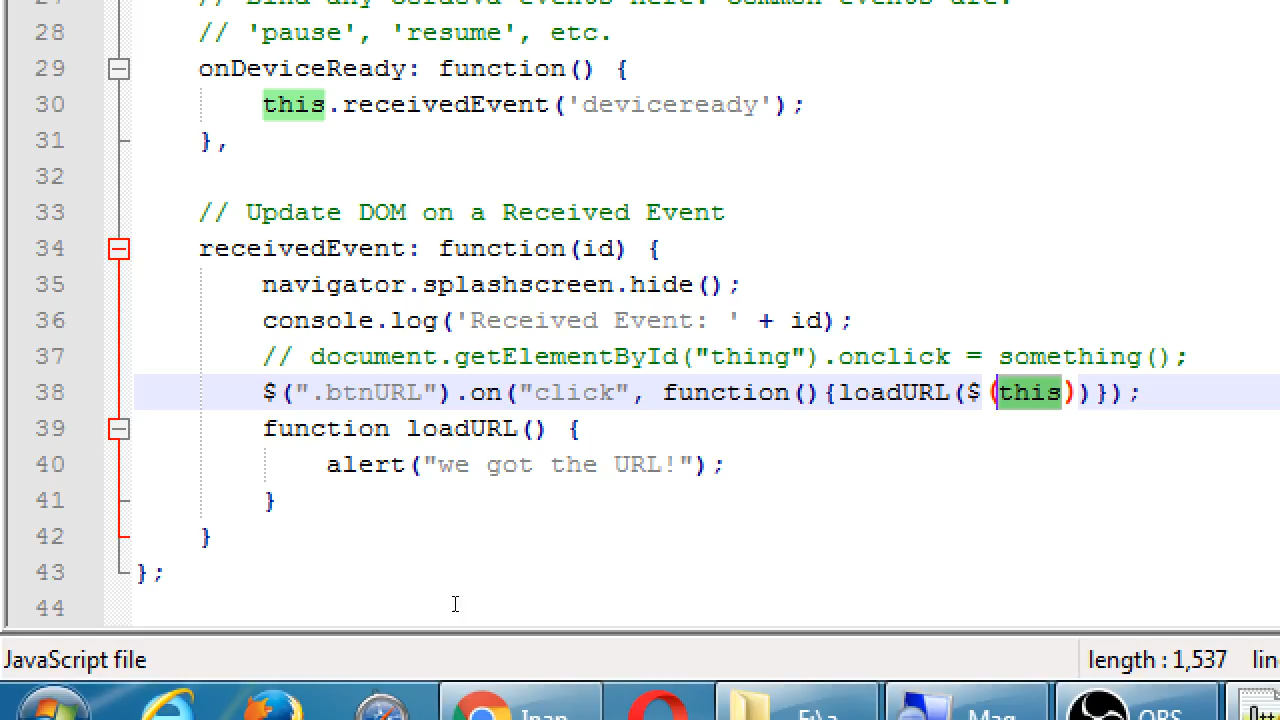 28 // 'pause', 'resume', etc.
29 onDeviceReady: function() {
30 this.receivedEvent('deviceready');
31 },
32
33 // Update DOM on a Received Event
34 receivedEvent: function(id) {
35 navigator.splashscreen.hide();
36 console.log('Received Event: ' + id);
37 // document.getElementById("thing").onclick = something();
38 $(".btnURL").on("click", function(){loadURL($(this))});
39 function loadURL() {
40 alert("we got the URL!");
41 }
42 }
43 };
44
JavaScript file length : 1,537